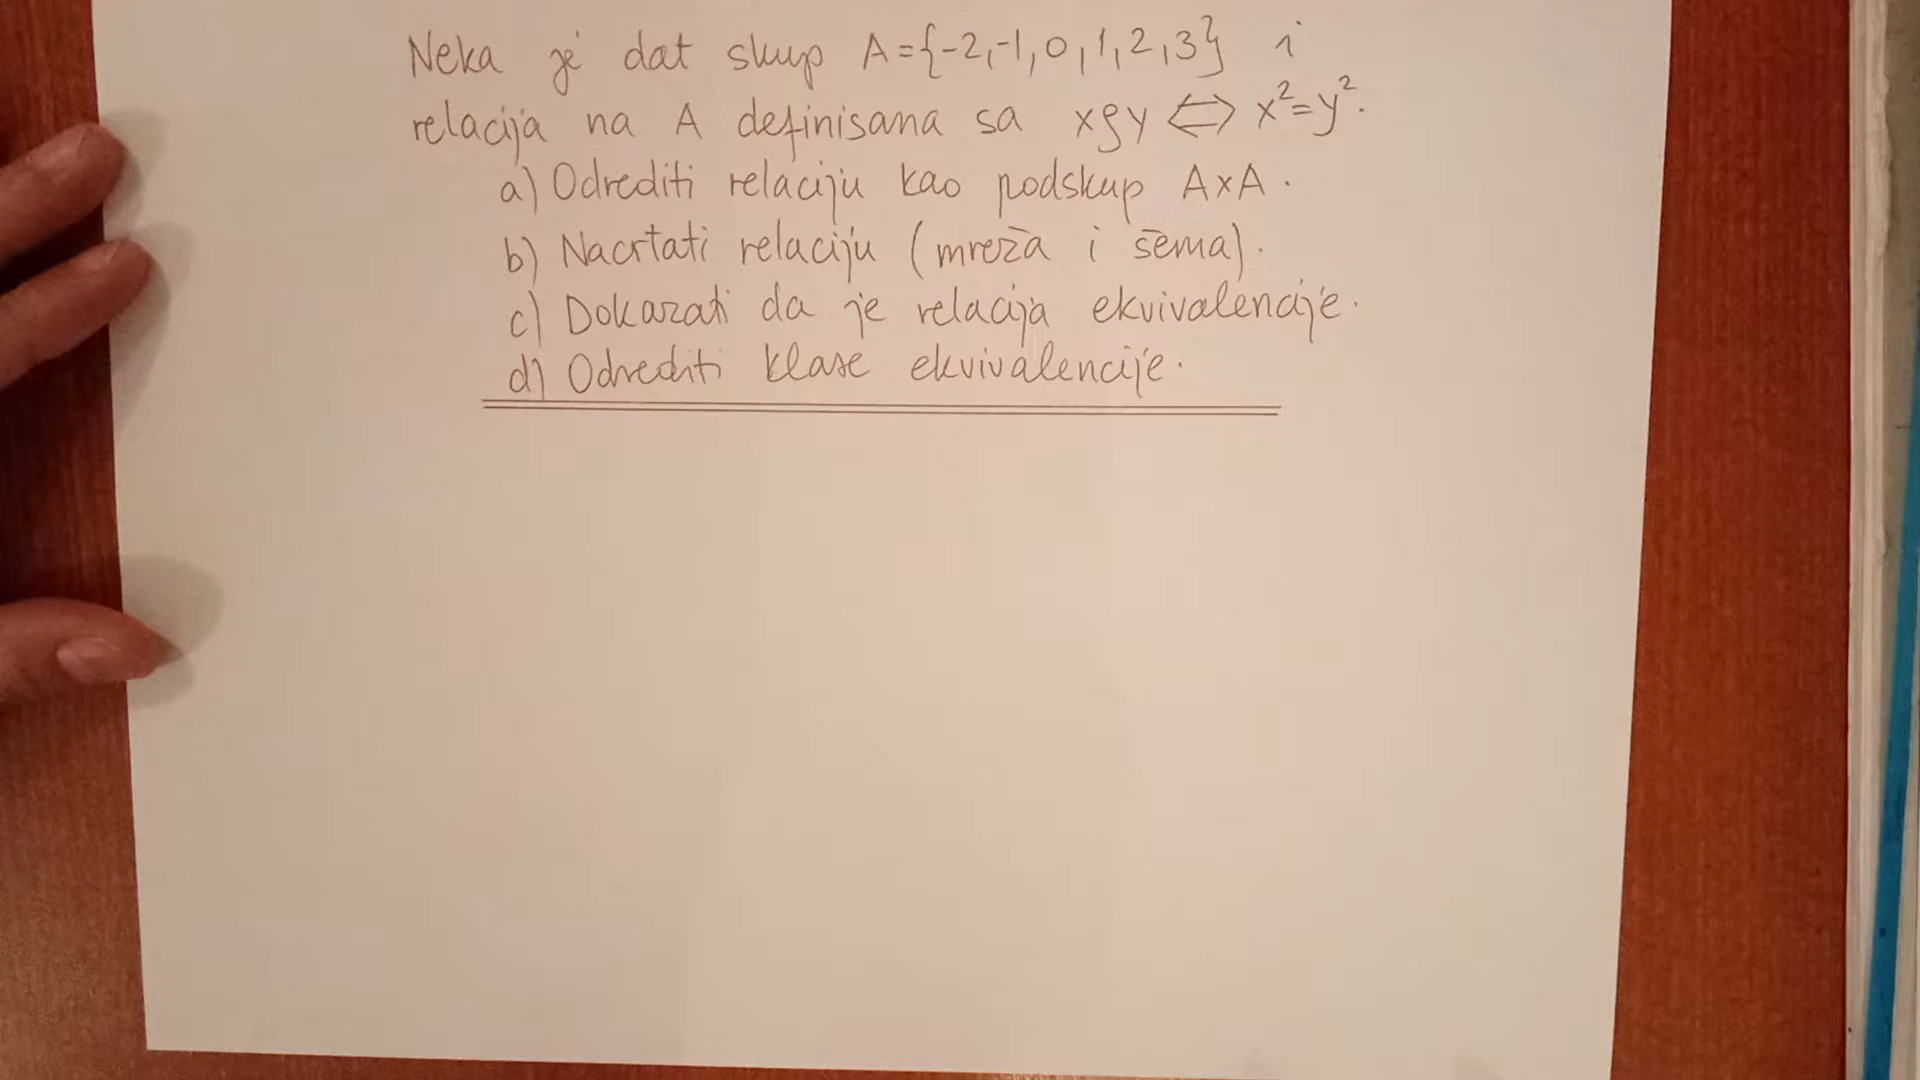 Neka je dat skup A={-2,-1,0,1,2,3} i
relacija na A definisana sa xρy ⇔ x²=y².
a) Odrediti relaciju kao podskup A×A.
b) Nacrtati relaciju (mreža i šema).
c) Dokazati da je relacija ekvivalencije.
d) Odrediti klase ekvivalencije.